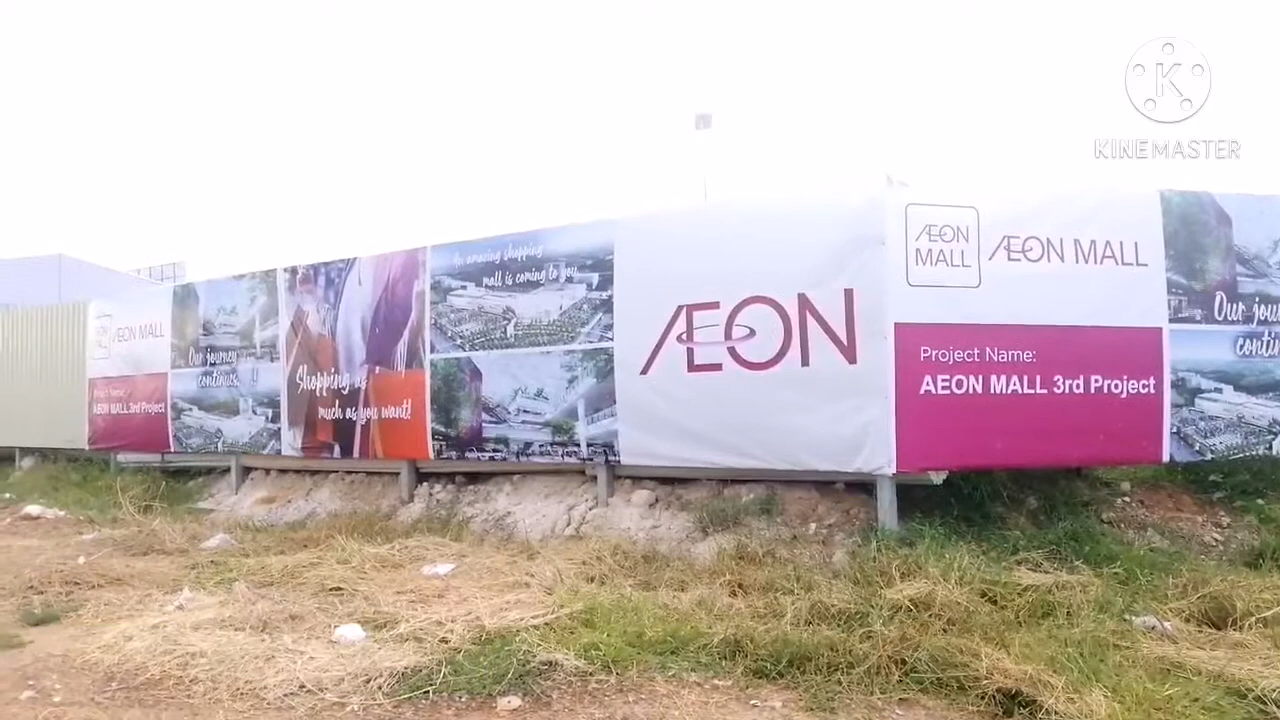 K
KINEMASTER
ÆON MALL
Project Name:
AEON MALL 3rd Project
Our journey
continues.
Shopping as
much as you want!
An amazing shopping
mall is coming to you
ÆON
ÆON
MALL
ÆON MALL
Project Name:
AEON MALL 3rd Project
Our